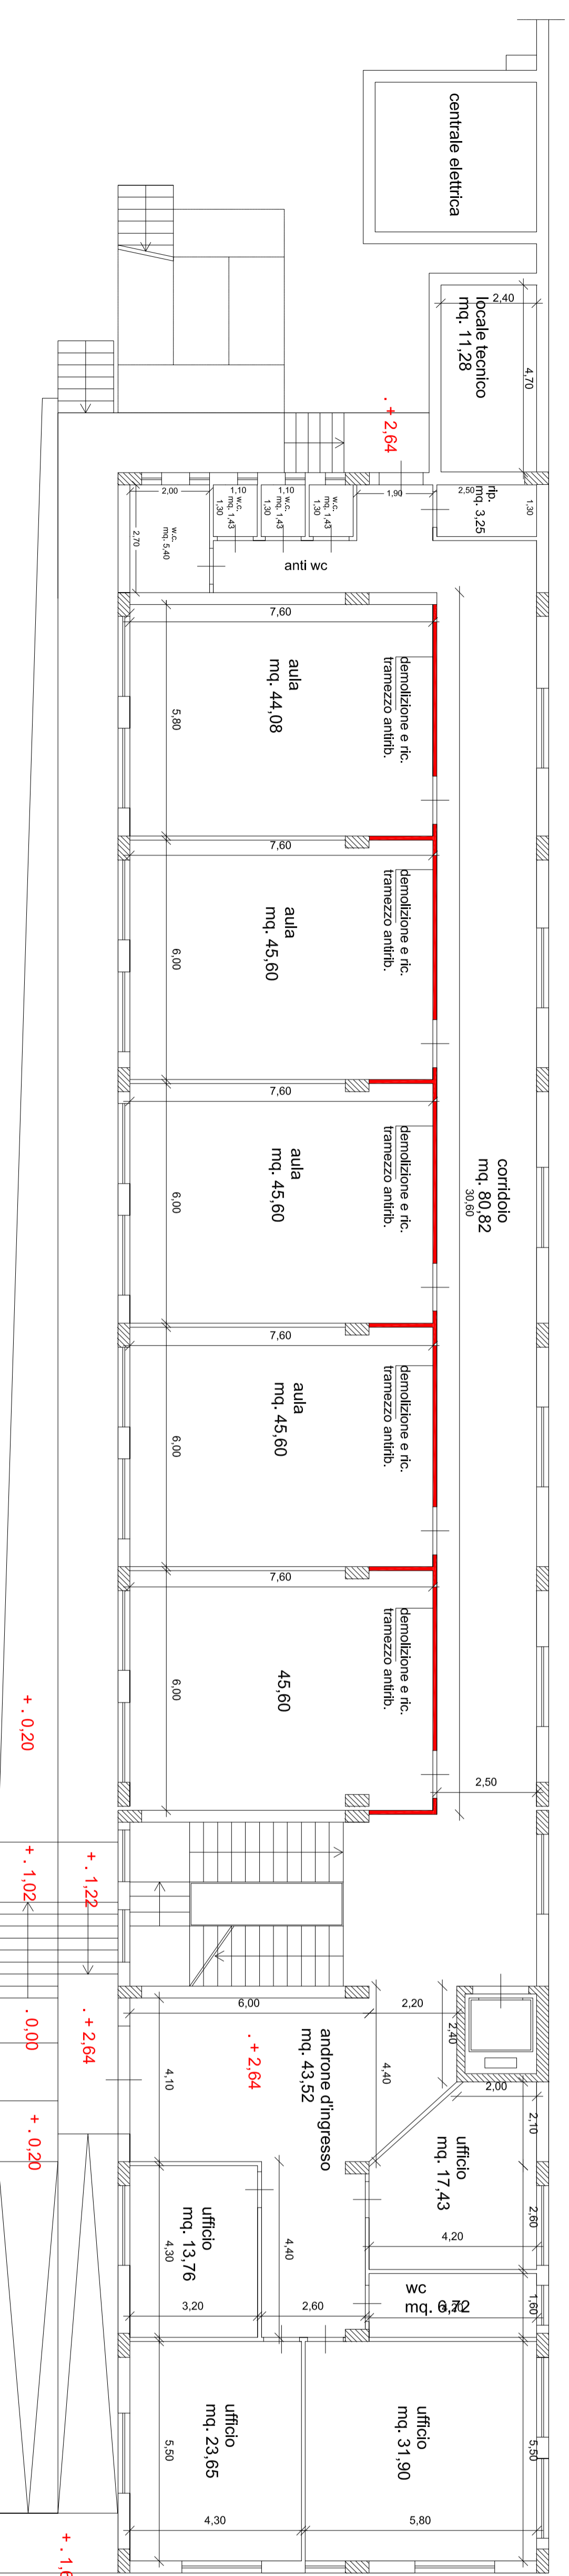 centrale elettrica
2,40
locale tecnico
mq. 11,28
4,70
. + 2,64
2,50
rip.
mq. 3,25
1,30
2,00
1,10
w.c.
mq. 1,43
1,30
1,10
w.c.
mq. 1,43
1,30
w.c.
mq. 1,43
1,30
1,90
w.c.
mq. 5,40
2,70
anti wc
7,60
demolizione e ric.
tramezzo antirib.
aula
mq. 44,08
5,80
7,60
demolizione e ric.
tramezzo antirib.
aula
mq. 45,60
6,00
7,60
demolizione e ric.
tramezzo antirib.
aula
mq. 45,60
6,00
corridoio
mq. 80,82
30,60
7,60
demolizione e ric.
tramezzo antirib.
aula
mq. 45,60
6,00
7,60
demolizione e ric.
tramezzo antirib.
45,60
6,00
2,50
+ . 0,20
+ . 1,02
+ . 1,22
. 0,00
. + 2,64
+ . 0,20
6,00
2,20
2,40
androne d'ingresso
mq. 43,52
. + 2,64
4,10
4,40
2,00
2,10
ufficio
mq. 17,43
2,60
4,20
ufficio
mq. 13,76
4,30
4,40
3,20
2,60
wc
mq. 6,72
1,60
ufficio
mq. 23,65
5,50
ufficio
mq. 31,90
5,50
4,30
5,80